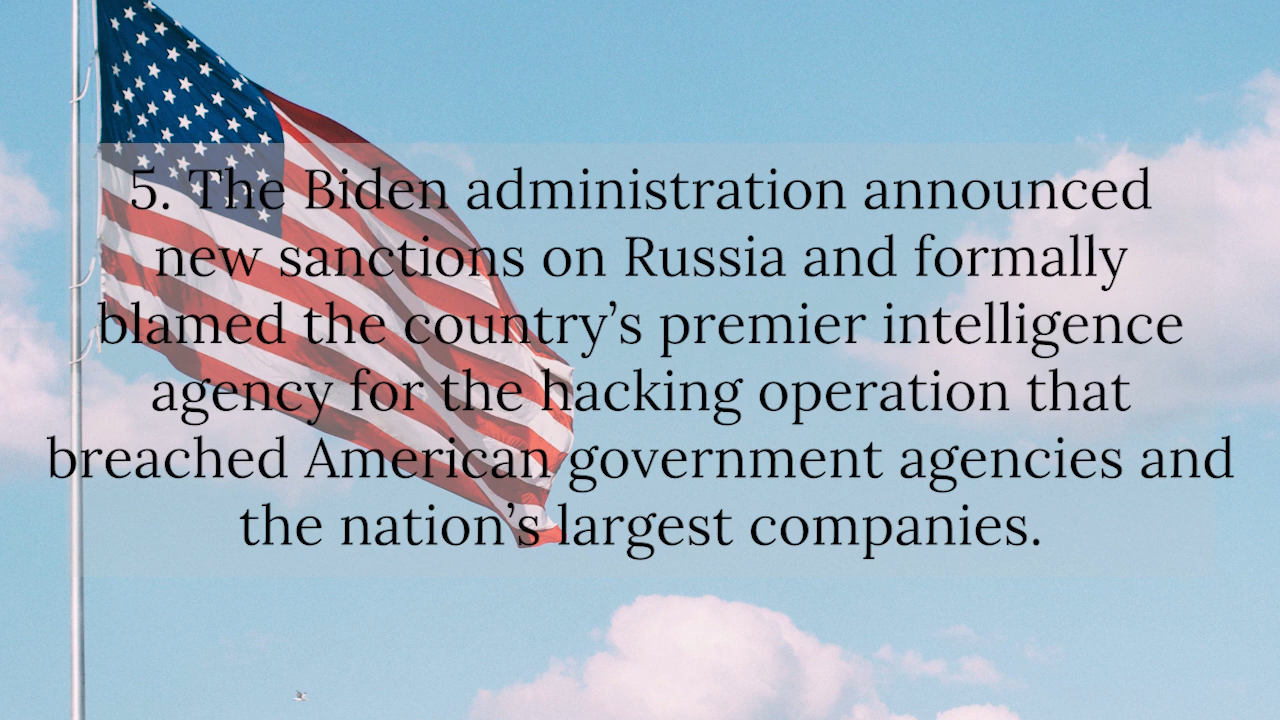 5. The Biden administration announced
new sanctions on Russia and formally
blamed the country’s premier intelligence
agency for the hacking operation that
breached American government agencies and
the nation’s largest companies.